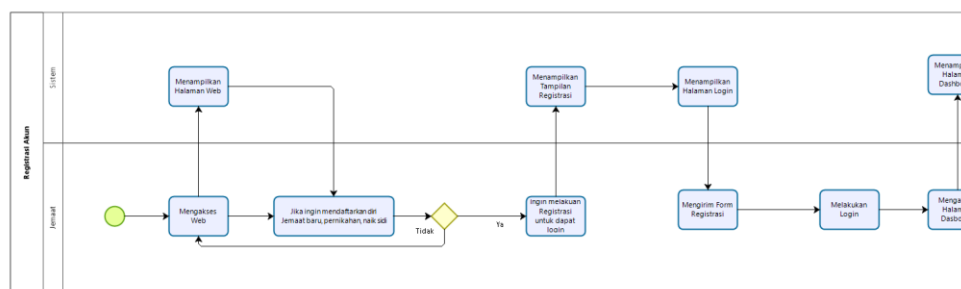 Registrasi Akun
Sistem
Menampilkan
Halaman Web
Menampilkan
Tampilan
Registrasi
Menampilkan
Halaman Login
Jemaat
Mengakses
Web
Jika ingin mendaftarkan diri
Jemaat baru, pernikahan, naik sidi
Tidak
Ya
Ingin melakuan
Registrasi
untuk dapat
login
Mengirim Form
Registrasi
Melakukan
Login